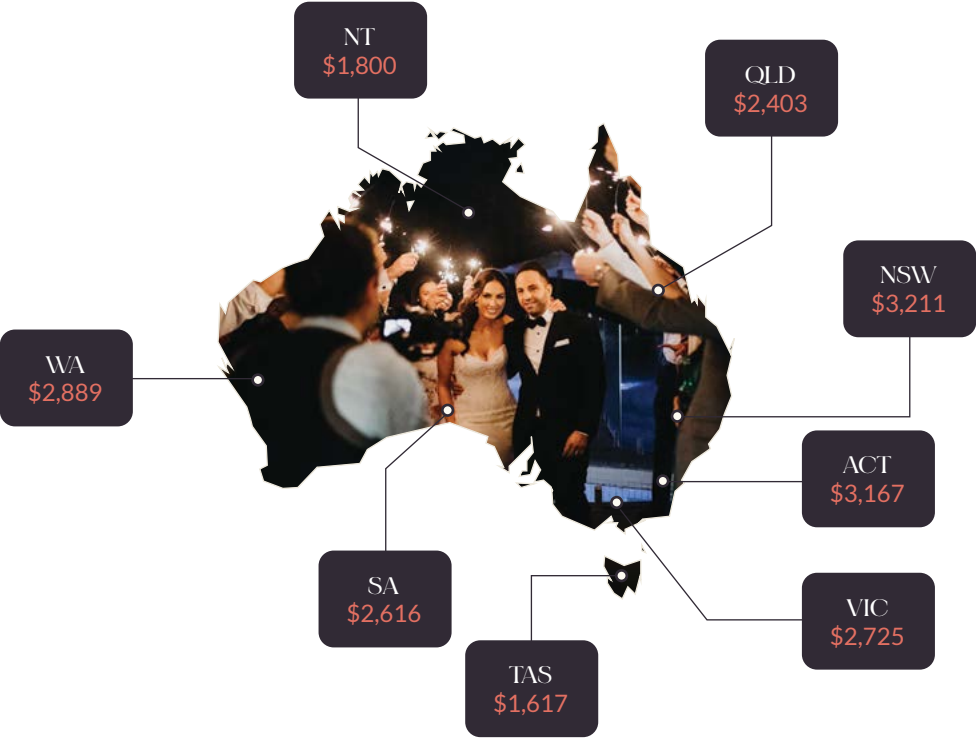 NT
$1,800
QLD
$2,403
NSW
$3,211
WA
$2,889
ACT
$3,167
SA
$2,616
VIC
$2,725
TAS
$1,617